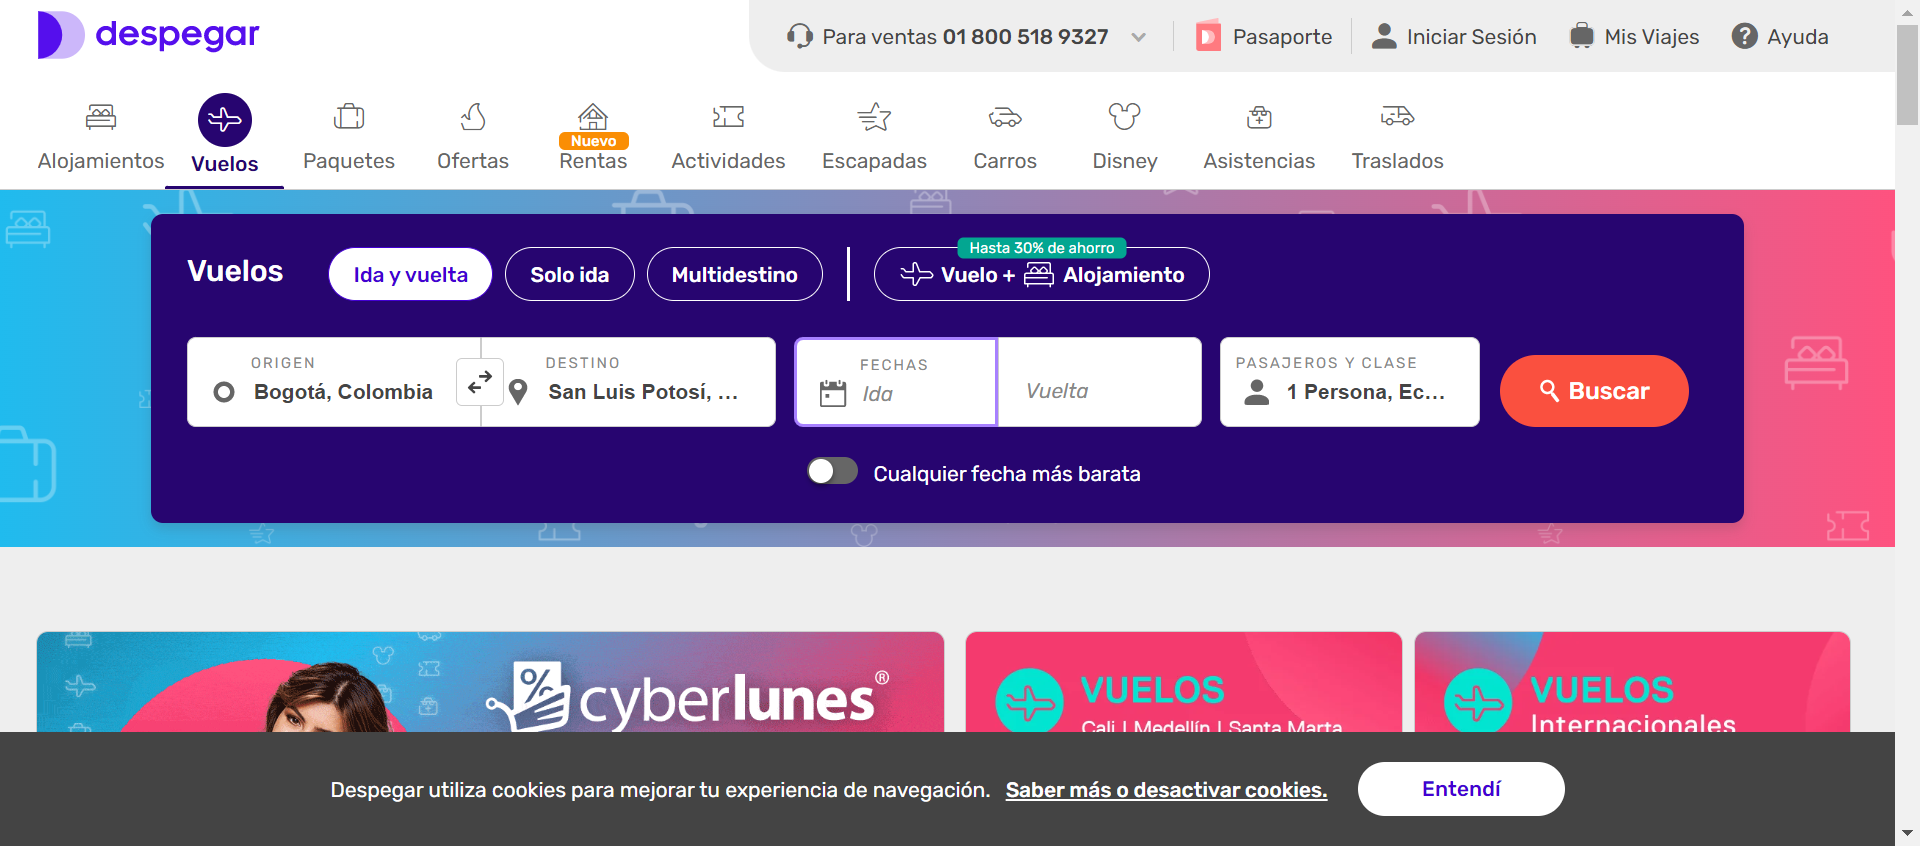 despegar
Para ventas 01 800 518 9327
Pasaporte
Iniciar Sesión
Mis Viajes
Ayuda
Alojamientos
Vuelos
Paquetes
Ofertas
Nuevo
Rentas
Actividades
Escapadas
Carros
Disney
Asistencias
Traslados
Vuelos
Ida y vuelta
Solo ida
Multidestino
Hasta 30% de ahorro
Vuelo + Alojamiento
ORIGEN
Bogotá, Colombia
DESTINO
San Luis Potosí, ...
FECHAS
Ida
Vuelta
PASAJEROS Y CLASE
1 Persona, Ec...
Buscar
Cualquier fecha más barata
% cyberlunes®
VUELOS
Cali | Medellín | Santa Marta
VUELOS
Internacionales
Despegar utiliza cookies para mejorar tu experiencia de navegación. Saber más o desactivar cookies.
Entendí